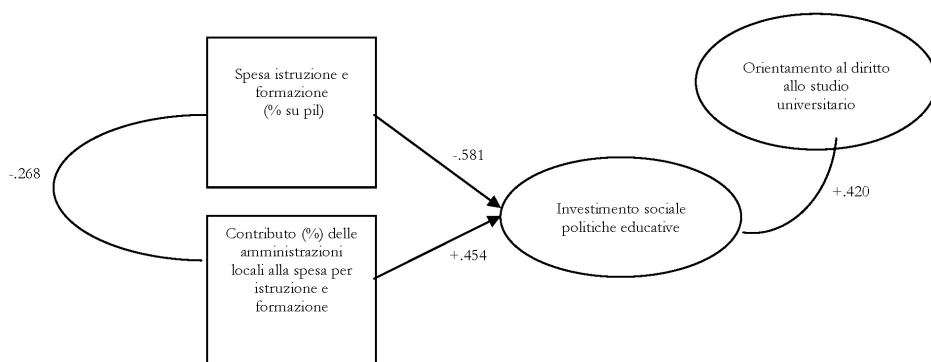 Spesa istruzione e
formazione
(% su pil)
Orientamento al diritto
allo studio
universitario
-.268
-.581
+.420
Investimento sociale
politiche educative
Contributo (%) delle
amministrazioni
locali alla spesa per
istruzione e
formazione
+.454